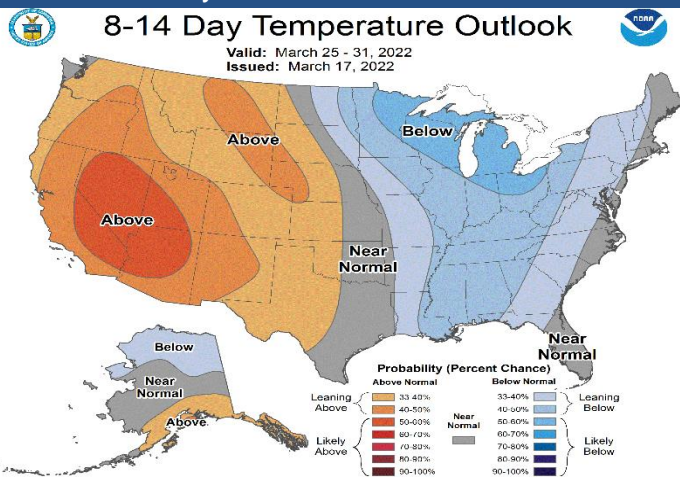 8-14 Day Temperature Outlook
Valid: March 25 - 31, 2022
Issued: March 17, 2022
NOAA
Above
Below
Above
Near
Normal
Near
Normal
Below
Near
Normal
Above
Probability (Percent Chance)
Above Normal
Below Normal
Leaning
Above
33-40%
40-50%
Likely
Above
50-60%
60-70%
70-80%
80-90%
90-100%
Near
Normal
33-40%
40-50%
Leaning
Below
50-60%
60-70%
70-80%
80-90%
90-100%
Likely
Below